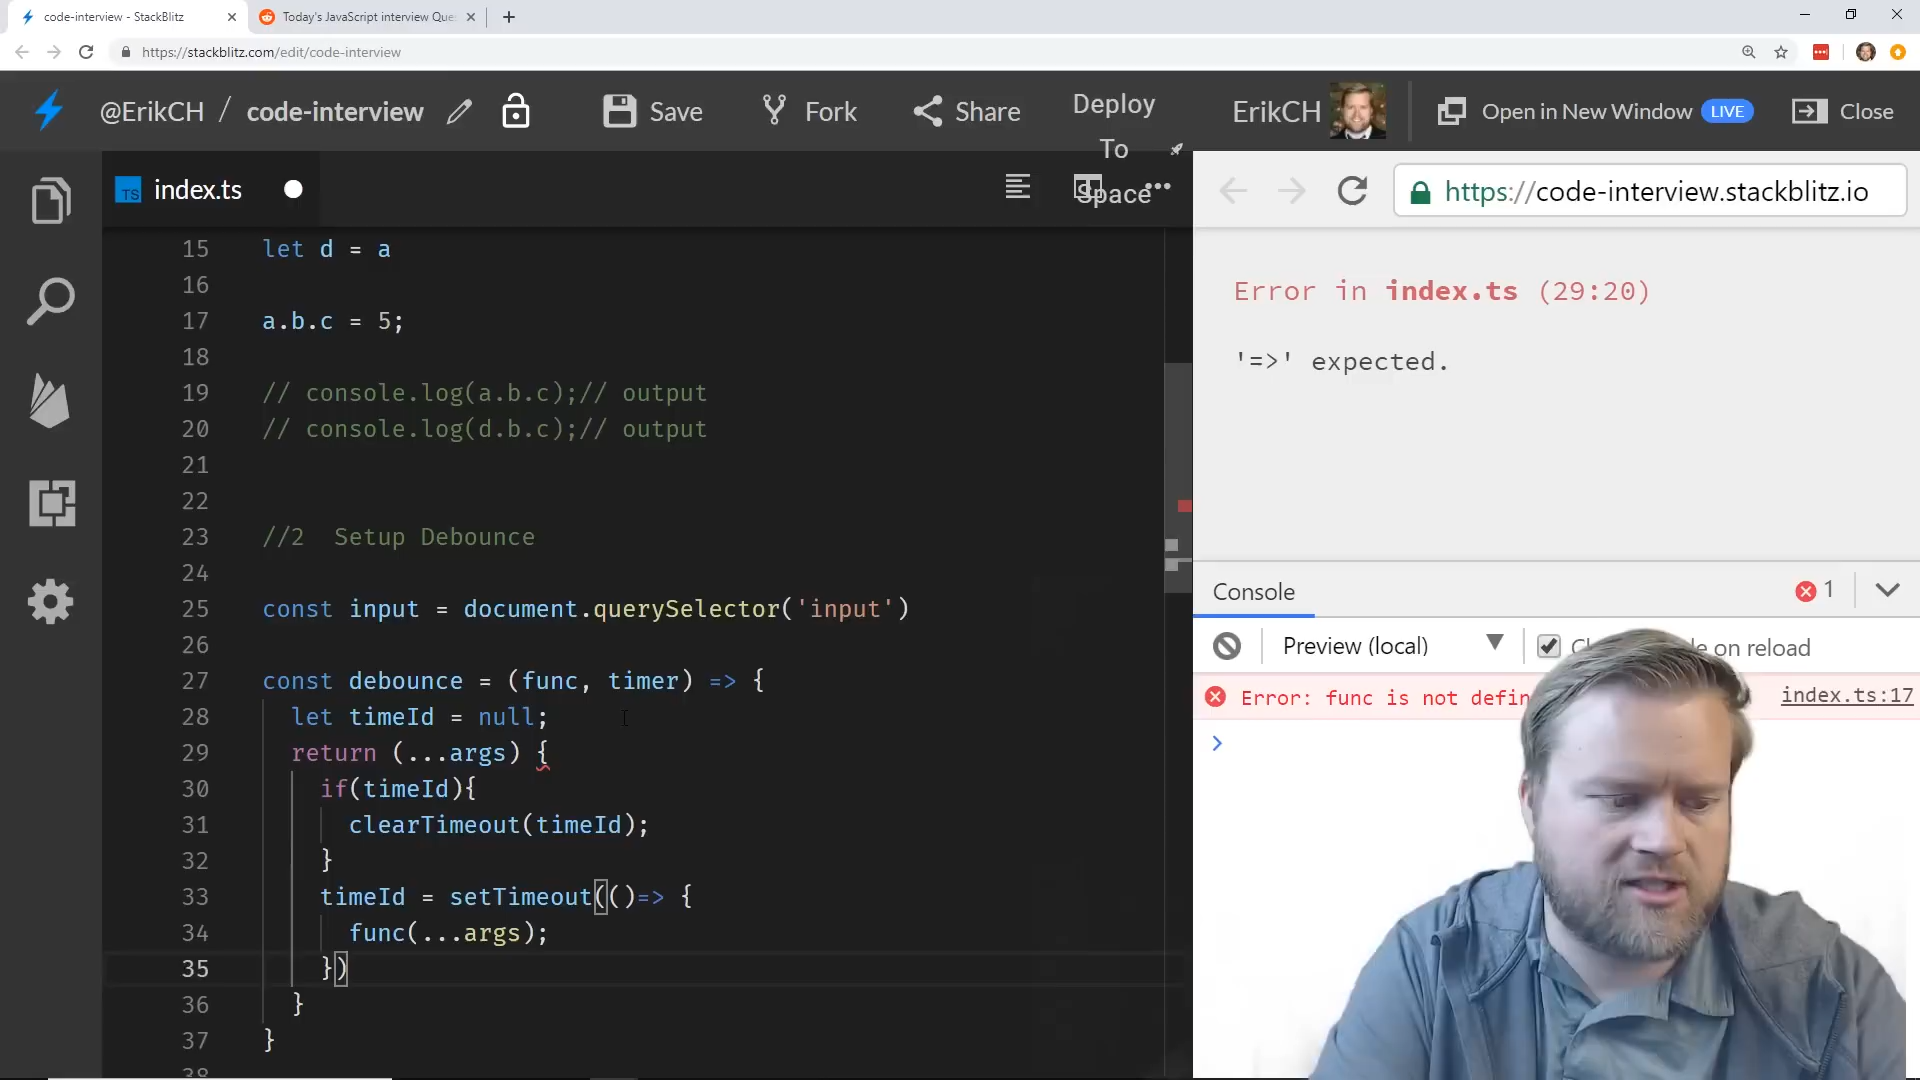 code-interview - StackBlitz
Today's JavaScript interview Que
https://stackblitz.com/edit/code-interview
@ErikCH / code-interview
Save
Fork
Share
Deploy
To
Space
ErikCH
Open in New Window
LIVE
Close
TS index.ts
https://code-interview.stackblitz.io
15 let d = a
16
17 a.b.c = 5;
18
19 // console.log(a.b.c);// output
20 // console.log(d.b.c);// output
21
22
23 //2  Setup Debounce
24
25 const input = document.querySelector('input')
26
27 const debounce = (func, timer) => {
28 let timeId = null;
29 return (...args) {
30 if(timeId){
31 clearTimeout(timeId);
32 }
33 timeId = setTimeout(()=> {
34 func(...args);
35 })
36 }
37 }
38
Error in index.ts (29:20)
'=>' expected.
Console
1
Preview (local)
on reload
Error: func is not defin
index.ts:17